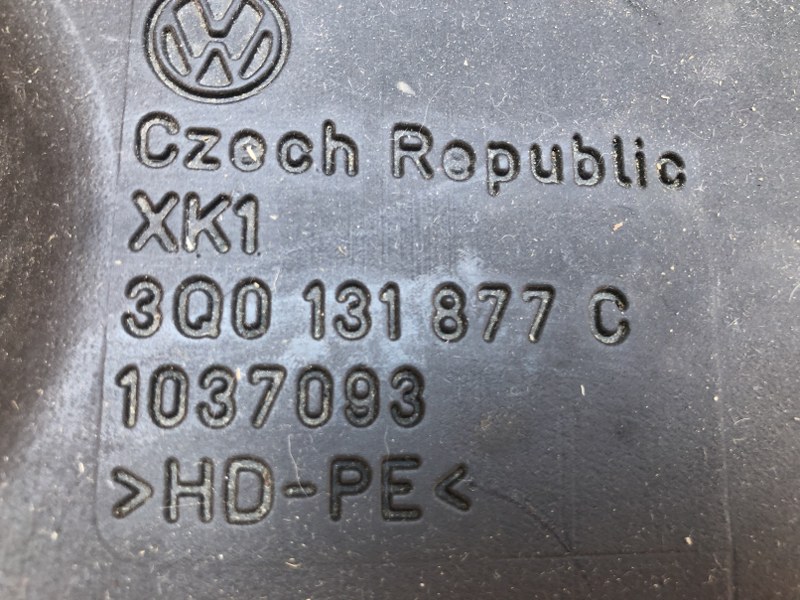 Czech Republic
XK1
3Q0 131 877 C
1037093
>HD-PE<